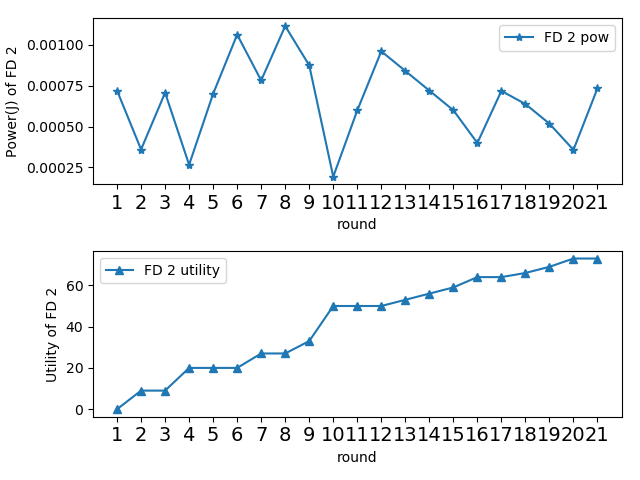 Power(J) of FD 2
0.00100
0.00075
0.00050
0.00025
FD 2 pow
1 2 3 4 5 6 7 8 9 10 11 12 13 14 15 16 17 18 19 20 21
round
Utility of FD 2
60
40
20
0
FD 2 utility
1 2 3 4 5 6 7 8 9 10 11 12 13 14 15 16 17 18 19 20 21
round